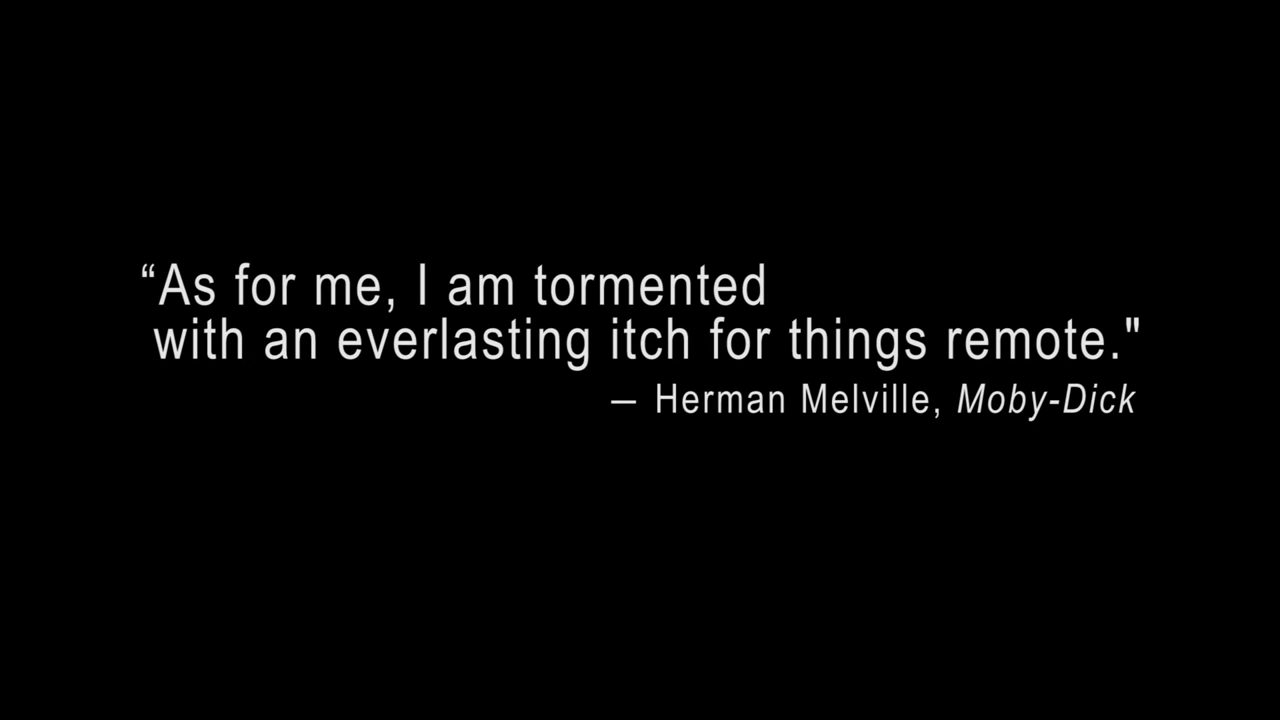 “As for me, I am tormented
with an everlasting itch for things remote."
— Herman Melville, Moby-Dick